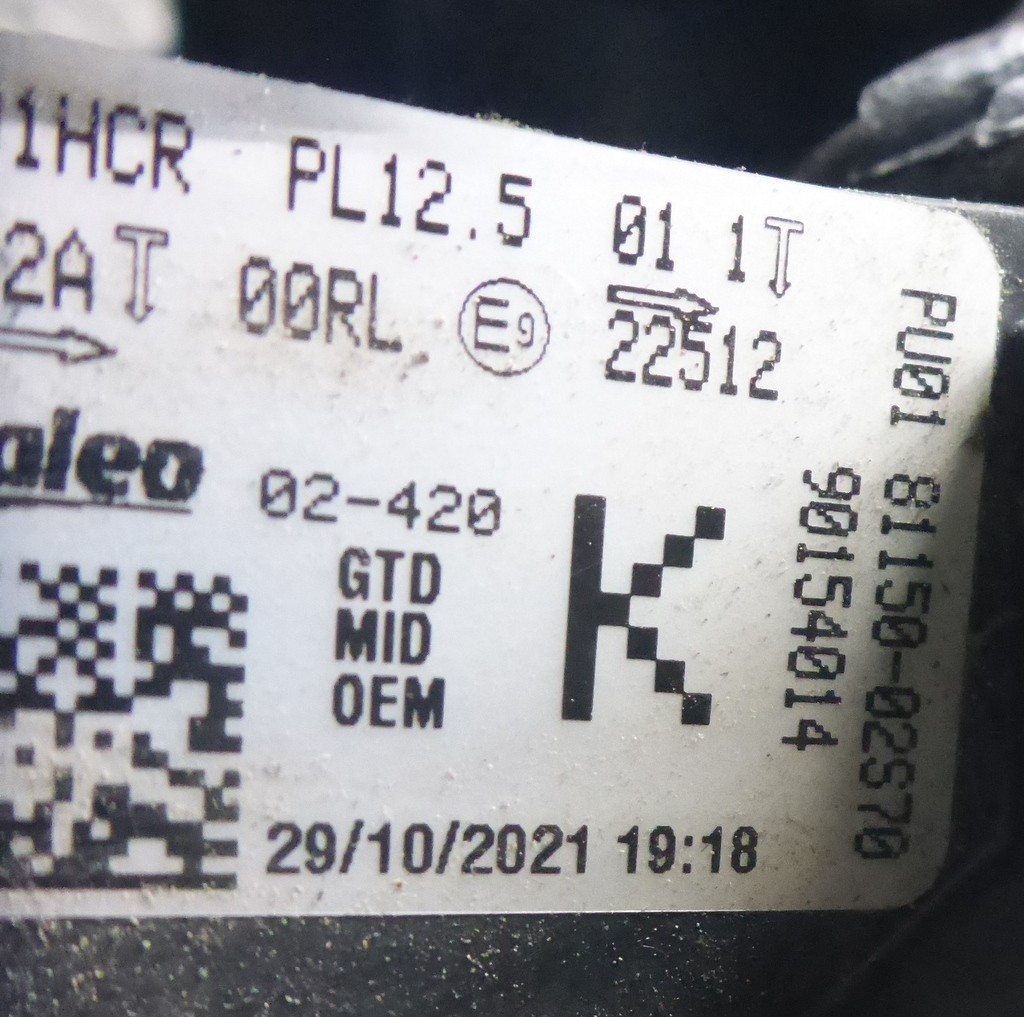 1HCR PL12.5 01 1T
2A T 00RL E9 22512
aleo
02-420
GTD
MID
OEM
K
29/10/2021 19:18
PU01 81150-02S70
90154014